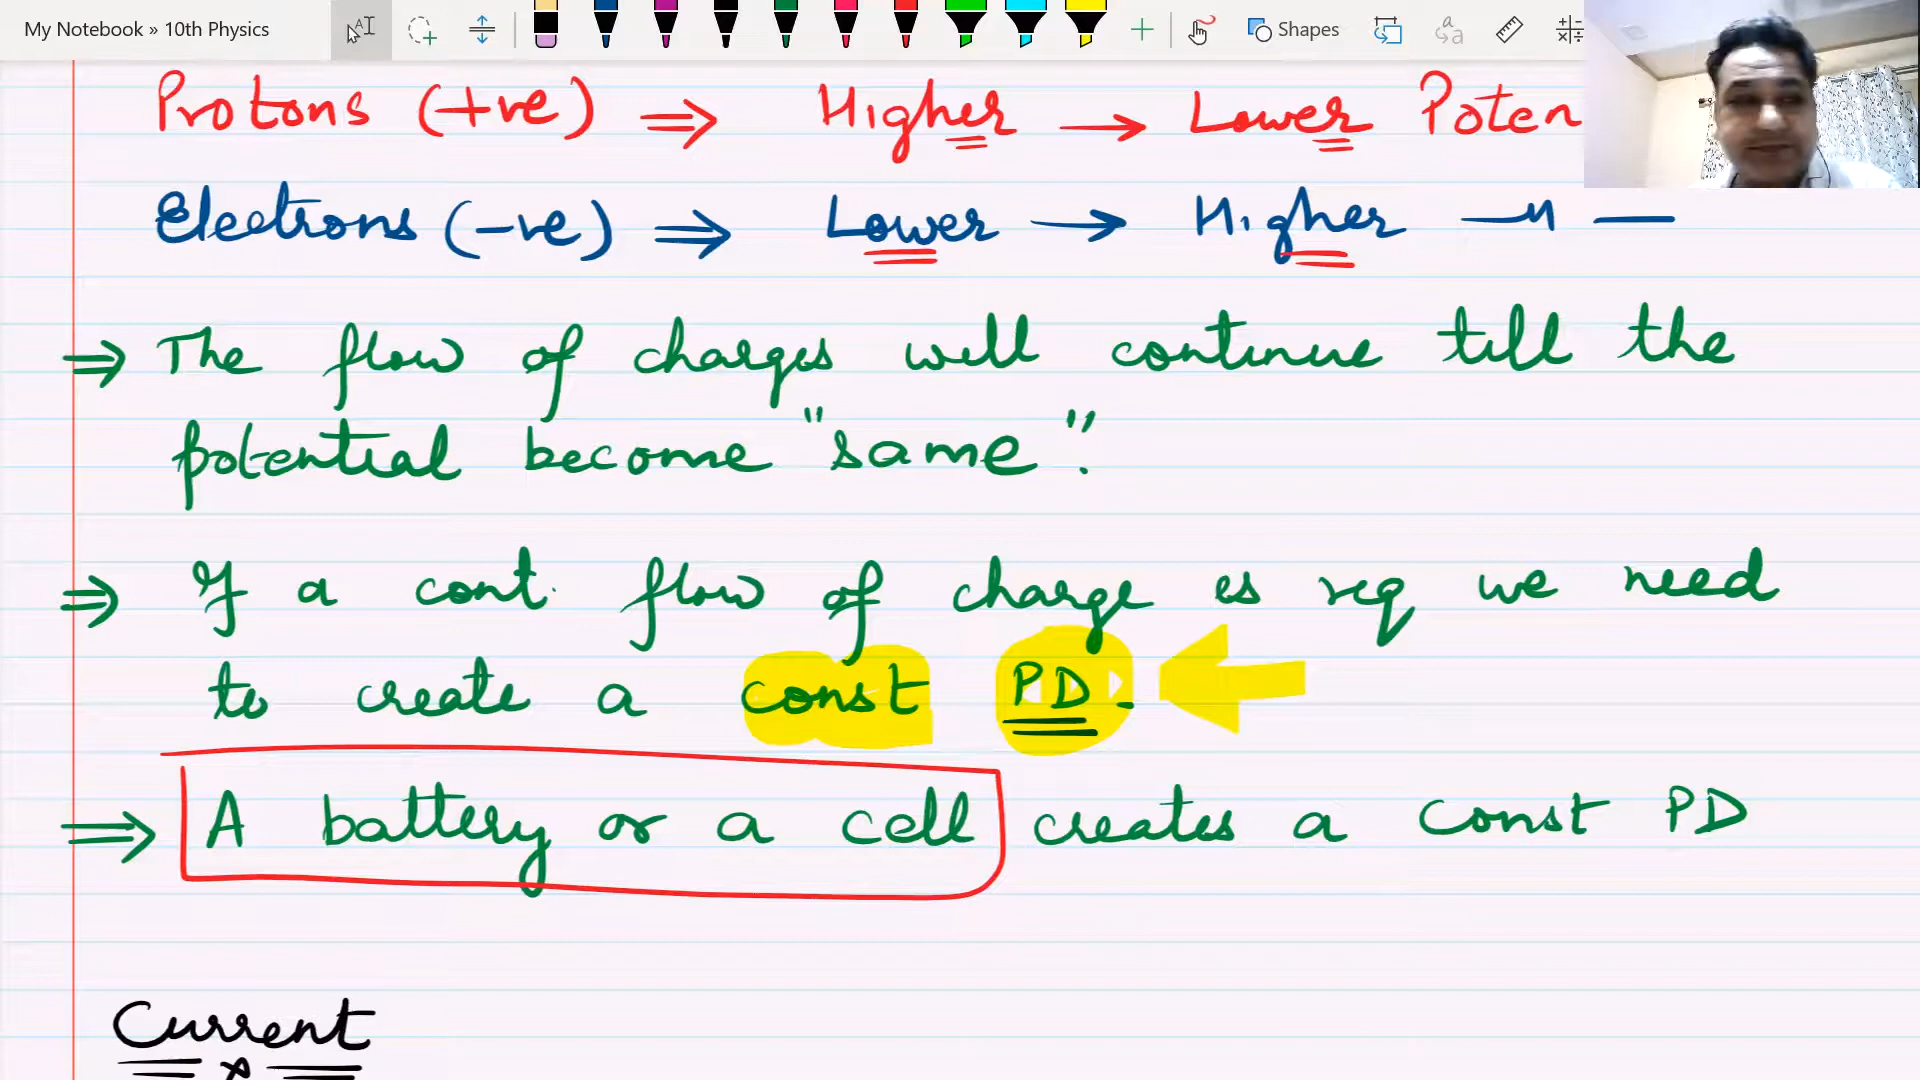 My Notebook » 10th Physics
Shapes
Protons (+ve) ⇒ Higher → Lower Poten
Electrons (-ve) ⇒ Lower → Higher —"—
⇒ The flow of charges will continue till the
potential become "same".
⇒ If a cont. flow of charge is req we need
to create a const PD.
⇒ A battery or a cell creates a const PD
Current